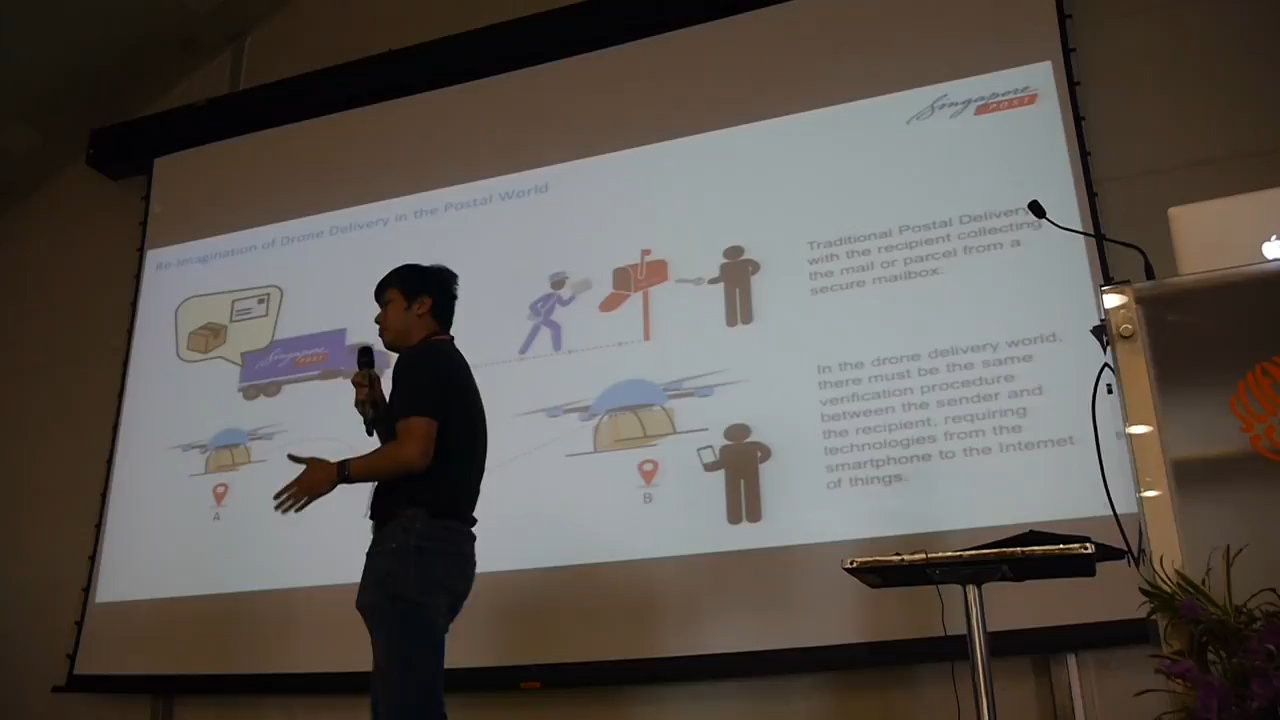 Singapore
POST
Re-Imagination of Drone Delivery in the Postal World
Traditional Postal Delivery
with the recipient collecting
the mail or parcel from a
secure mailbox.
Singapore
POST
In the drone delivery world,
there must be the same
verification procedure
between the sender and
the recipient, requiring
technologies from the
smartphone to the Internet
of things.
A
B